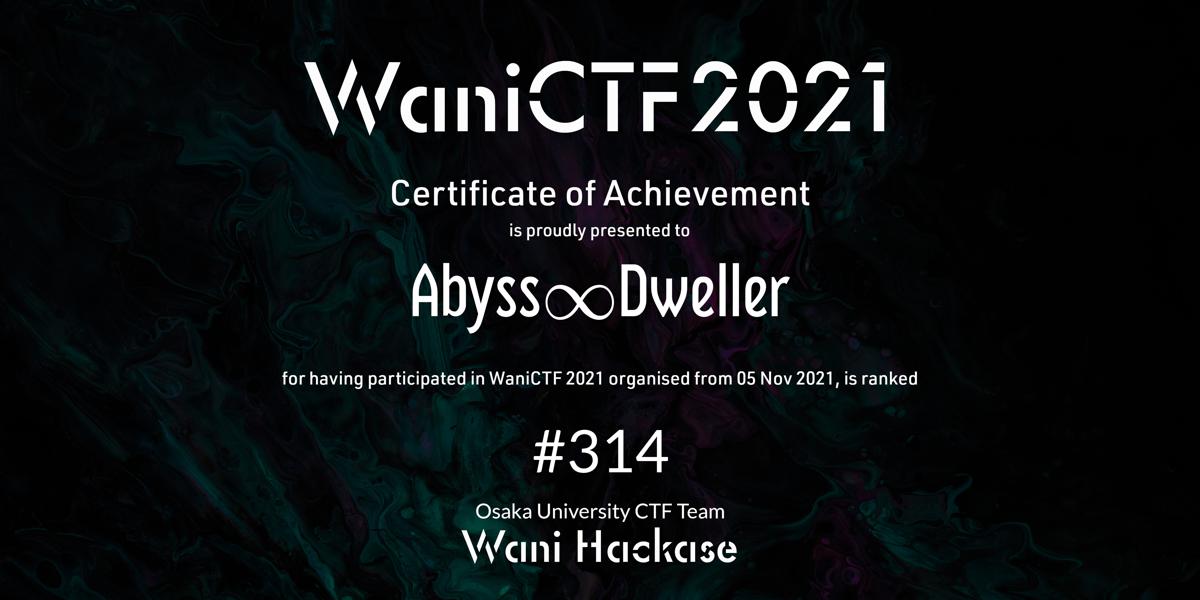 WaniCTF2021
Certificate of Achievement
is proudly presented to
Abyss∞Dweller
for having participated in WaniCTF 2021 organised from 05 Nov 2021, is ranked
#314
Osaka University CTF Team
Wani Hackase